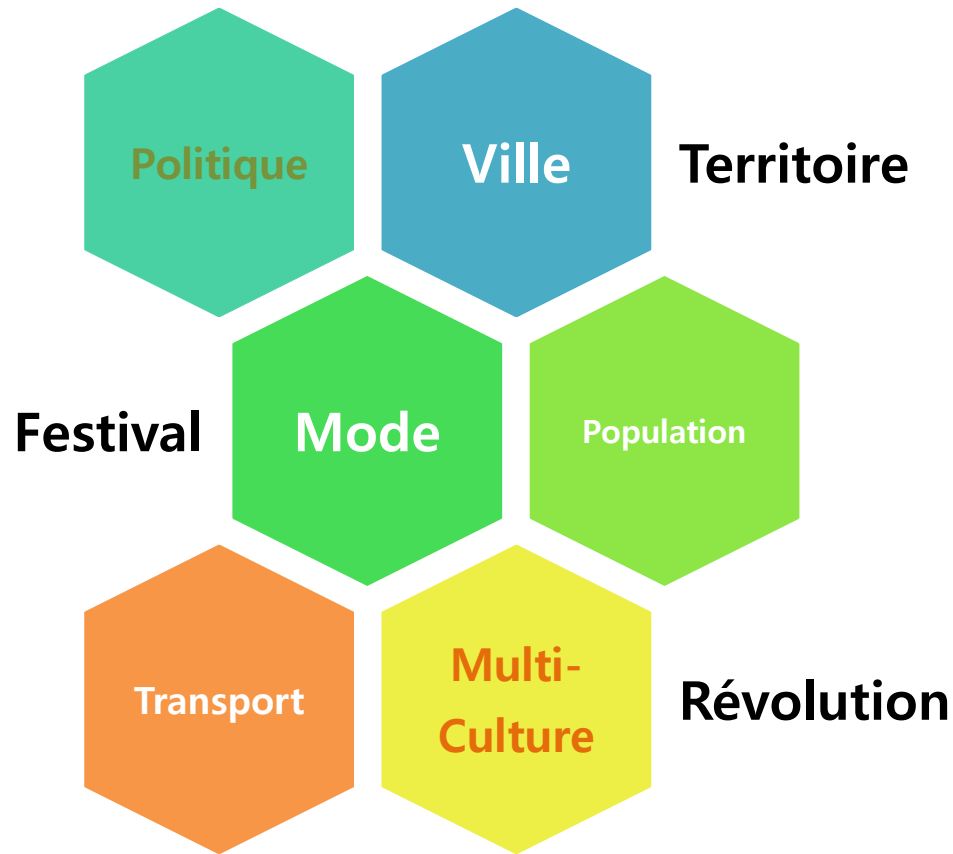 Politique
Ville
Territoire
Festival
Mode
Population
Transport
Multi-
Culture
Révolution